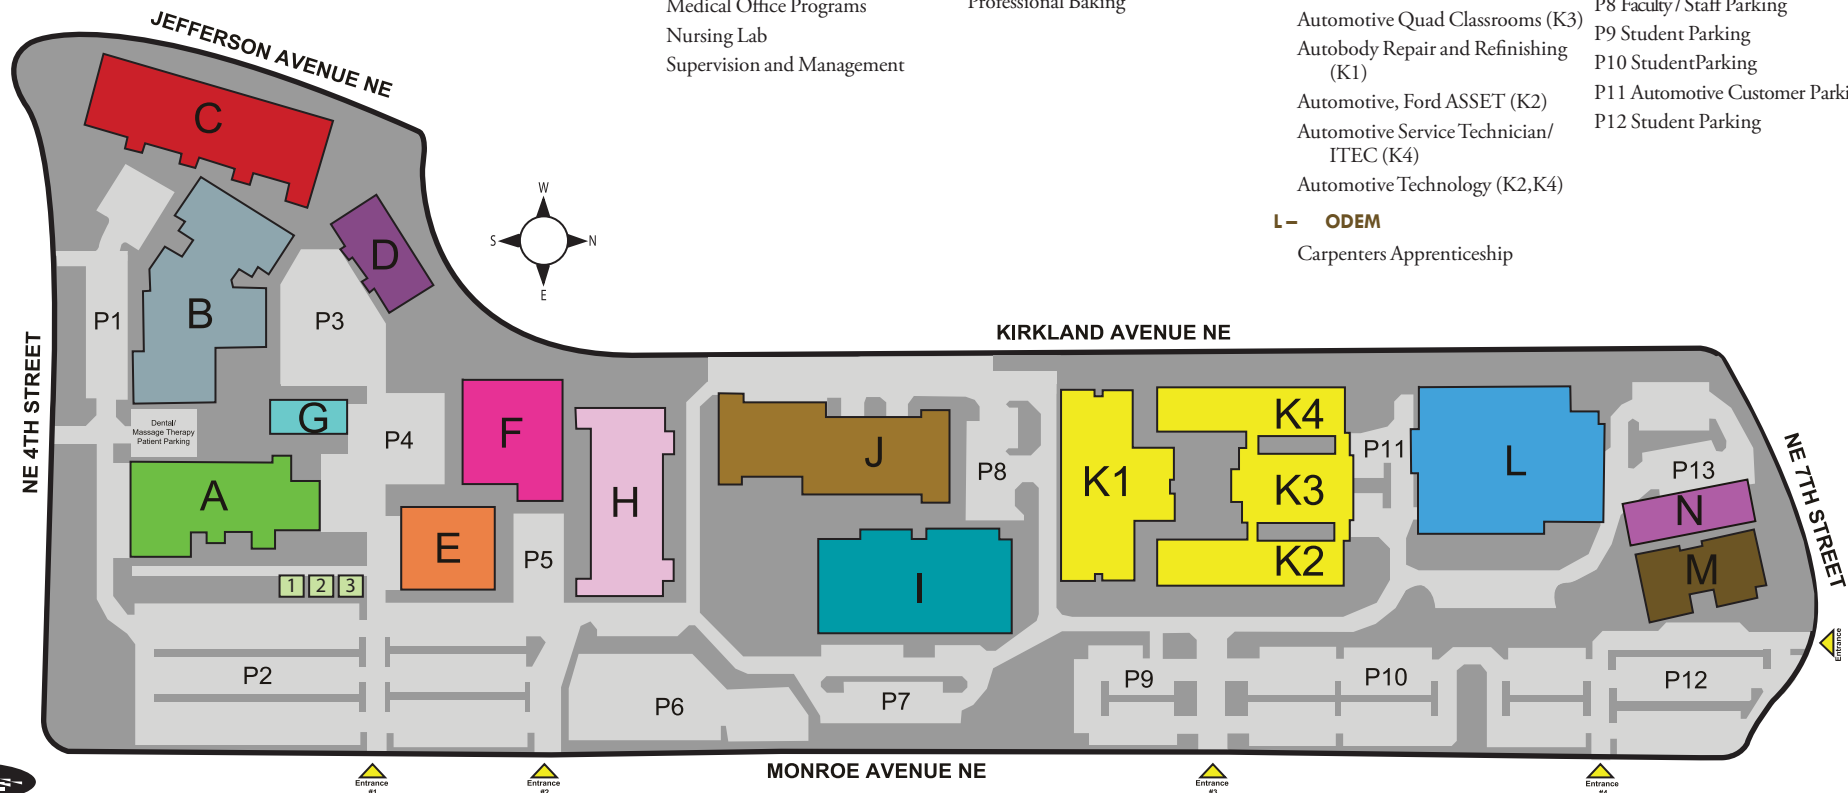 Medical Office Programs
Nursing Lab
Supervision and Management
Professional Baking
Automotive Quad Classrooms (K3)
Autobody Repair and Refinishing
(K1)
Automotive, Ford ASSET (K2)
Automotive Service Technician/
ITEC (K4)
Automotive Technology (K2,K4)
L – ODEM
Carpenters Apprenticeship
P8 Faculty / Staff Parking
P9 Student Parking
P10 StudentParking
P11 Automotive Customer Parki
P12 Student Parking
JEFFERSON AVENUE NE
C
D
B
P1
P3
W
S
N
E
KIRKLAND AVENUE NE
NE 4TH STREET
NE 7TH STREET
Dental/
Massage Therapy
Patient Parking
G
P4
A
F
E
H
P5
1 2 3
J
P8
I
K1
K4
K3
K2
P11
L
P13
N
M
P2
P6
P7
P9
P10
P12
Entrance
MONROE AVENUE NE
Entrance
#1
Entrance
#2
Entrance
#3
Entrance
#4